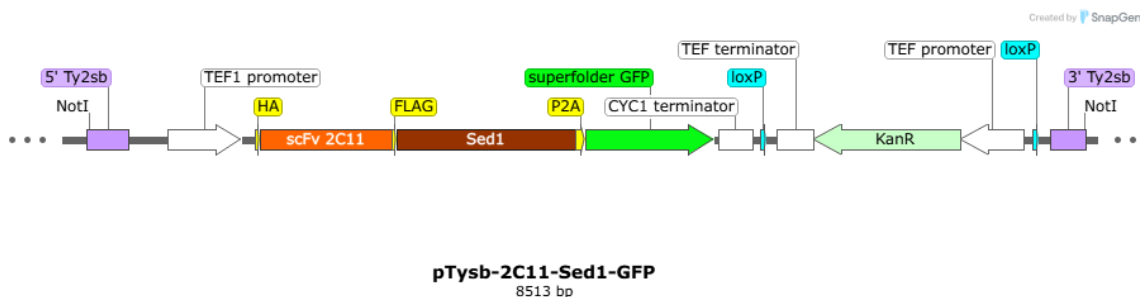 Created by SnapGen
TEF terminator
TEF promoter
loxP
5' Ty2sb
TEF1 promoter
superfolder GFP
loxP
3' Ty2sb
NotI
HA
FLAG
P2A
CYC1 terminator
NotI
scFv 2C11
Sed1
KanR
pTysb-2C11-Sed1-GFP
8513 bp